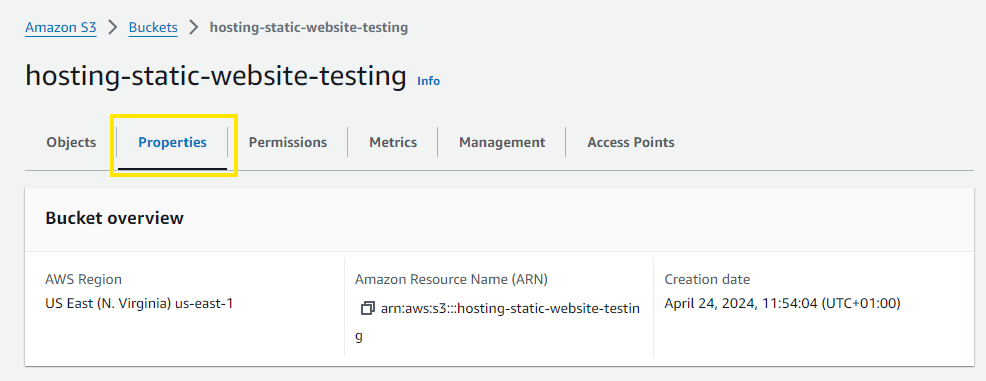 Amazon S3 > Buckets > hosting-static-website-testing
hosting-static-website-testing Info
Objects Properties Permissions Metrics Management Access Points
Bucket overview
AWS Region Amazon Resource Name (ARN) Creation date
US East (N. Virginia) us-east-1 arn:aws:s3:::hosting-static-website-testin April 24, 2024, 11:54:04 (UTC+01:00)
g